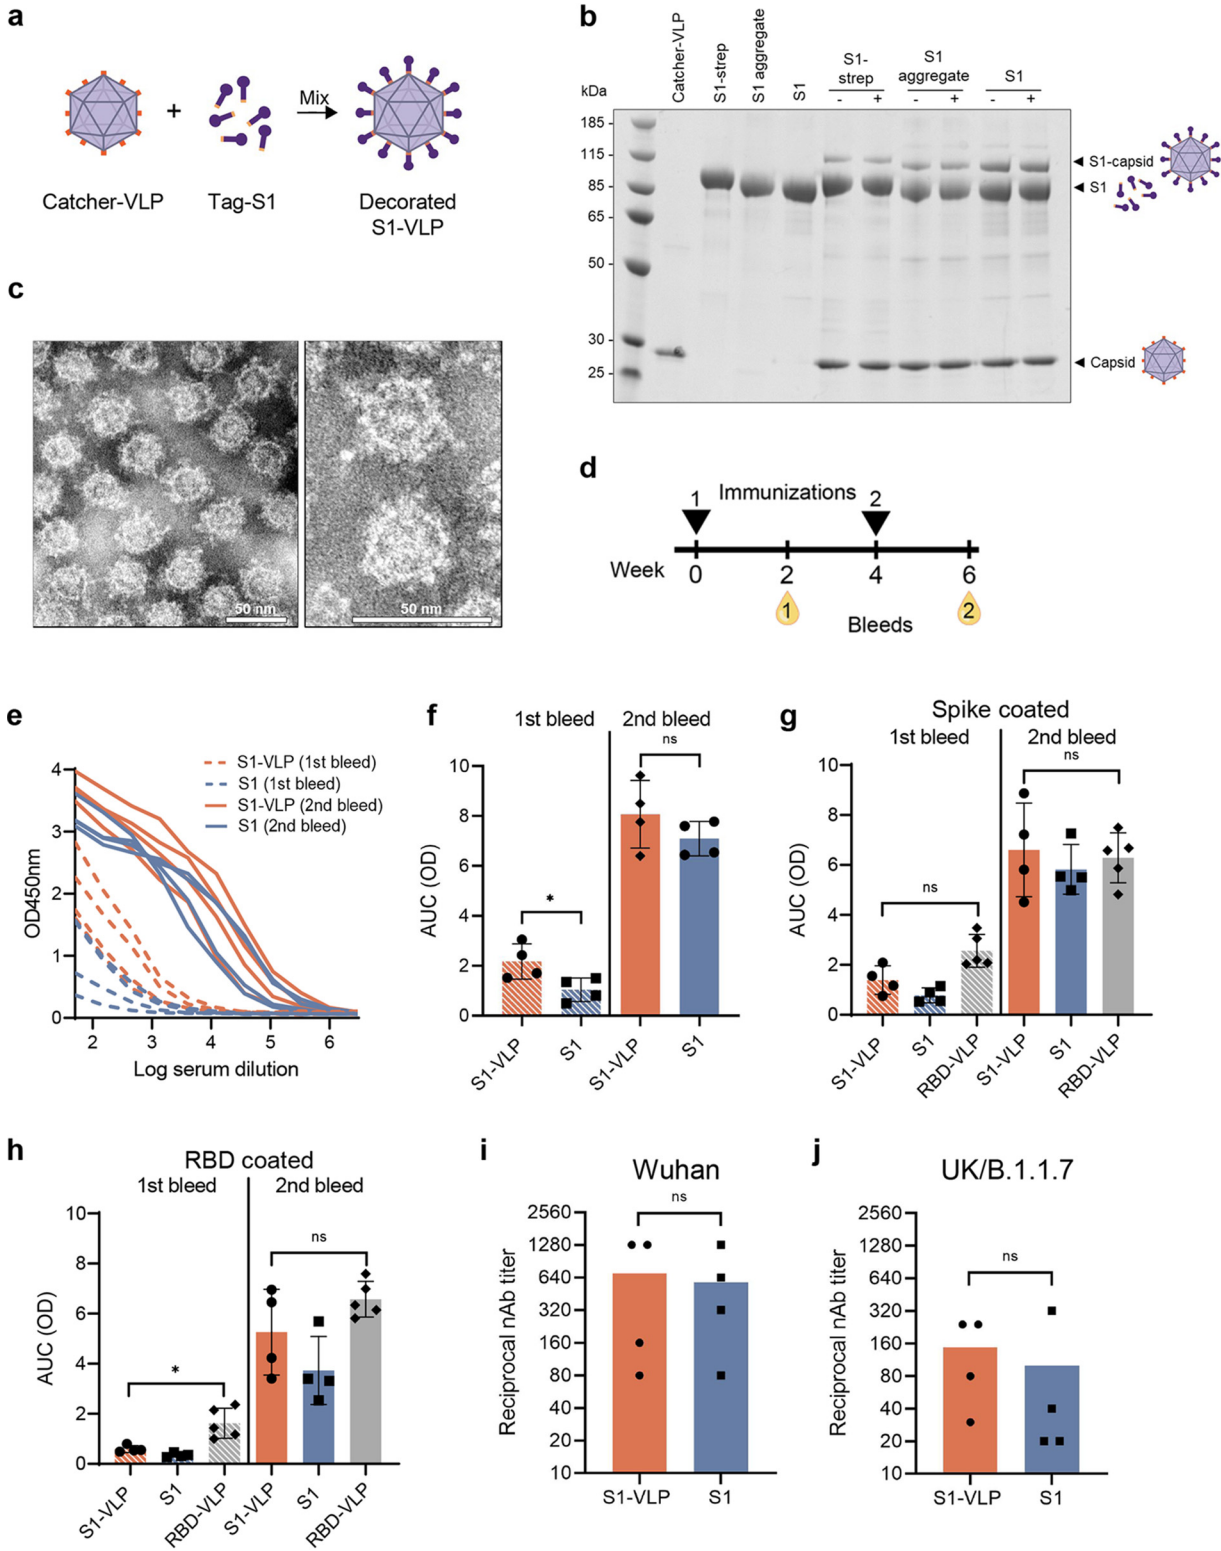 a
+
Mix
Catcher-VLP
Tag-S1
Decorated
S1-VLP
b
kDa
Catcher-VLP
S1-strep
S1 aggregate
S1
S1-
strep
S1
aggregate
S1
- + - + - +
185 -
115 -
85 -
65 -
50 -
30 -
25 -
S1-capsid
S1
Capsid
c
50 nm
50 nm
d
1 Immunizations 2
Week 0 2 4 6
1 2
Bleeds
e
S1-VLP (1st bleed)
S1 (1st bleed)
S1-VLP (2nd bleed)
S1 (2nd bleed)
OD450nm
4
3
2
1
0
2 3 4 5 6
Log serum dilution
f
1st bleed 2nd bleed
ns
*
AUC (OD)
10
8
6
4
2
0
S1-VLP S1 S1-VLP S1
g
Spike coated
1st bleed 2nd bleed
ns
ns
AUC (OD)
10
8
6
4
2
0
S1-VLP S1 RBD-VLP S1-VLP S1 RBD-VLP
h
RBD coated
1st bleed 2nd bleed
ns
*
AUC (OD)
10
8
6
4
2
0
S1-VLP S1 RBD-VLP S1-VLP S1 RBD-VLP
i
Wuhan
ns
Reciprocal nAb titer
2560
1280
640
320
160
80
40
20
10
S1-VLP S1
j
UK/B.1.1.7
ns
Reciprocal nAb titer
2560
1280
640
320
160
80
40
20
10
S1-VLP S1